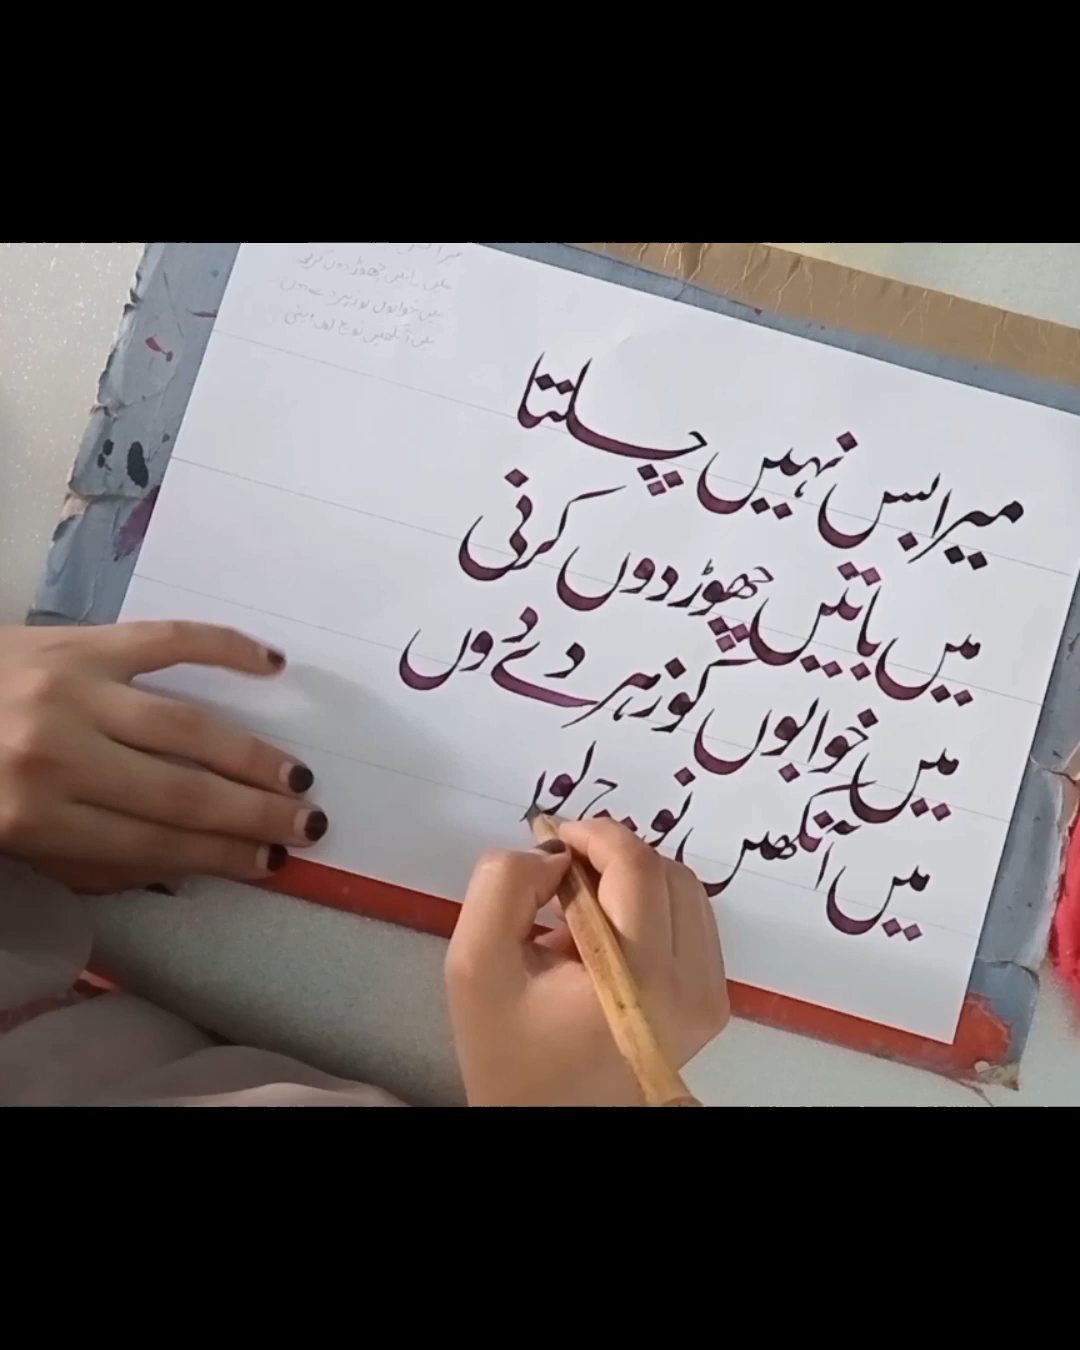 میرا بس نہیں چلتا
میں باتیں چھوڑ دوں کرنی
میں خوابوں کو زہر دے دوں
میں آنکھیں نوچ لوں